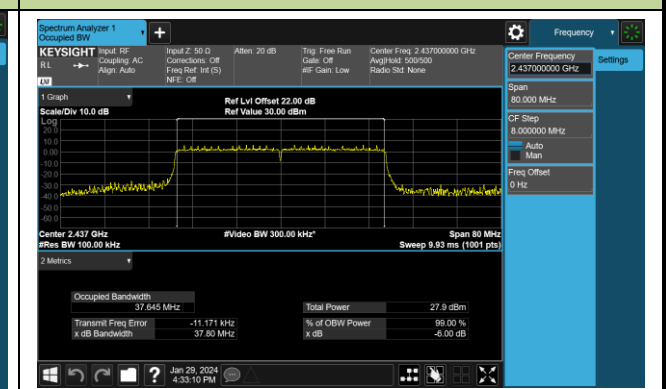 Spectrum Analyzer 1
Occupied BW
+
Frequency
KEYSIGHT
RL
Input: RF
Coupling: AC
Align: Auto
Input Z: 50 Ω
Corrections: Off
Freq Ref: Int (S)
NFE: Off
Atten: 20 dB
Trig: Free Run
Gate: Off
#IF Gain: Low
Center Freq: 2.437000000 GHz
Avg|Hold: 500/500
Radio Std: None
LXI
Center Frequency
2.437000000 GHz
Settings
Span
80.000 MHz
CF Step
8.000000 MHz
Auto
Man
Freq Offset
0 Hz
1 Graph
Scale/Div 10.0 dB
Ref Lvl Offset 22.00 dB
Ref Value 30.00 dBm
Log
20.0
10.0
0.00
-10.0
-20.0
-30.0
-40.0
-50.0
-60.0
Center 2.437 GHz
#Res BW 100.00 kHz
#Video BW 300.00 kHz*
Span 80 MHz
Sweep 9.93 ms (1001 pts)
2 Metrics
Occupied Bandwidth
37.645 MHz
Total Power 27.9 dBm
Transmit Freq Error -11.171 kHz
% of OBW Power 99.00 %
x dB Bandwidth 37.80 MHz
x dB -6.00 dB
?
Jan 29, 2024
4:33:10 PM